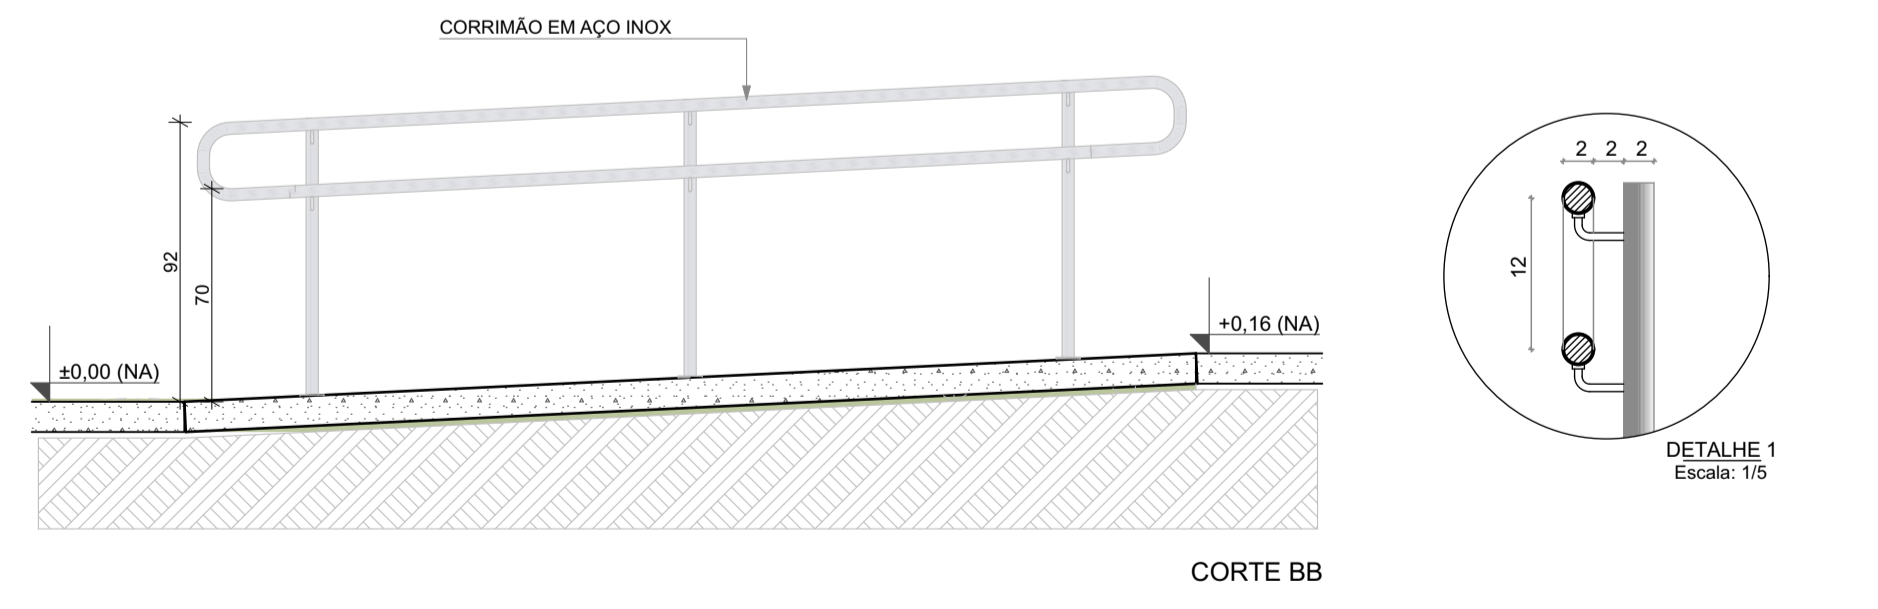 CORRIMÃO EM AÇO INOX
92
70
±0,00 (NA)
+0,16 (NA)
CORTE BB
2 2 2
12
DETALHE 1
Escala: 1/5